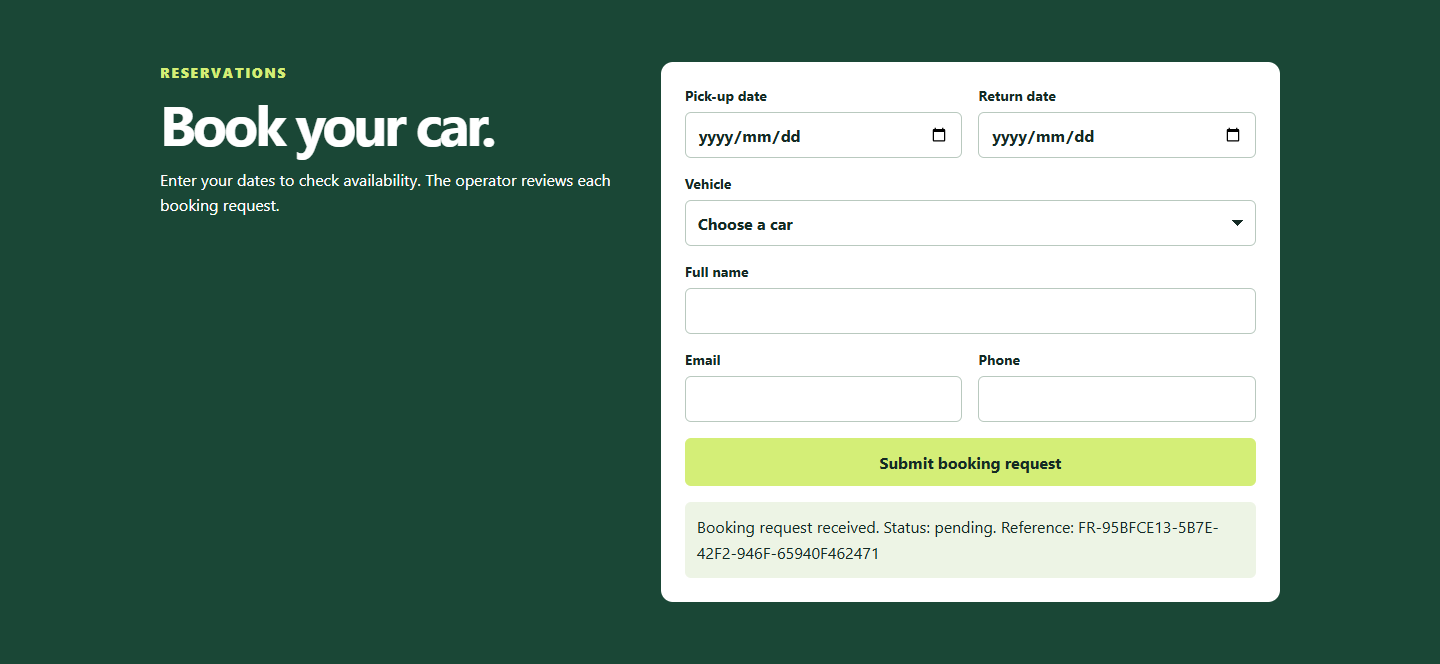 RESERVATIONS
Book your car.
Enter your dates to check availability. The operator reviews each
booking request.
Pick-up date
Return date
yyyy/mm/dd
yyyy/mm/dd
Vehicle
Choose a car
Full name
Email
Phone
Submit booking request
Booking request received. Status: pending. Reference: FR-95BFCE13-5B7E-
42F2-946F-65940F462471